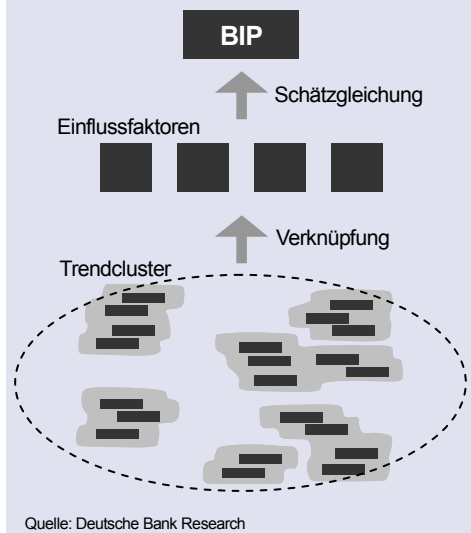 BIP
Schätzgleichung
Einflussfaktoren
Verknüpfung
Trendcluster
Quelle: Deutsche Bank Research